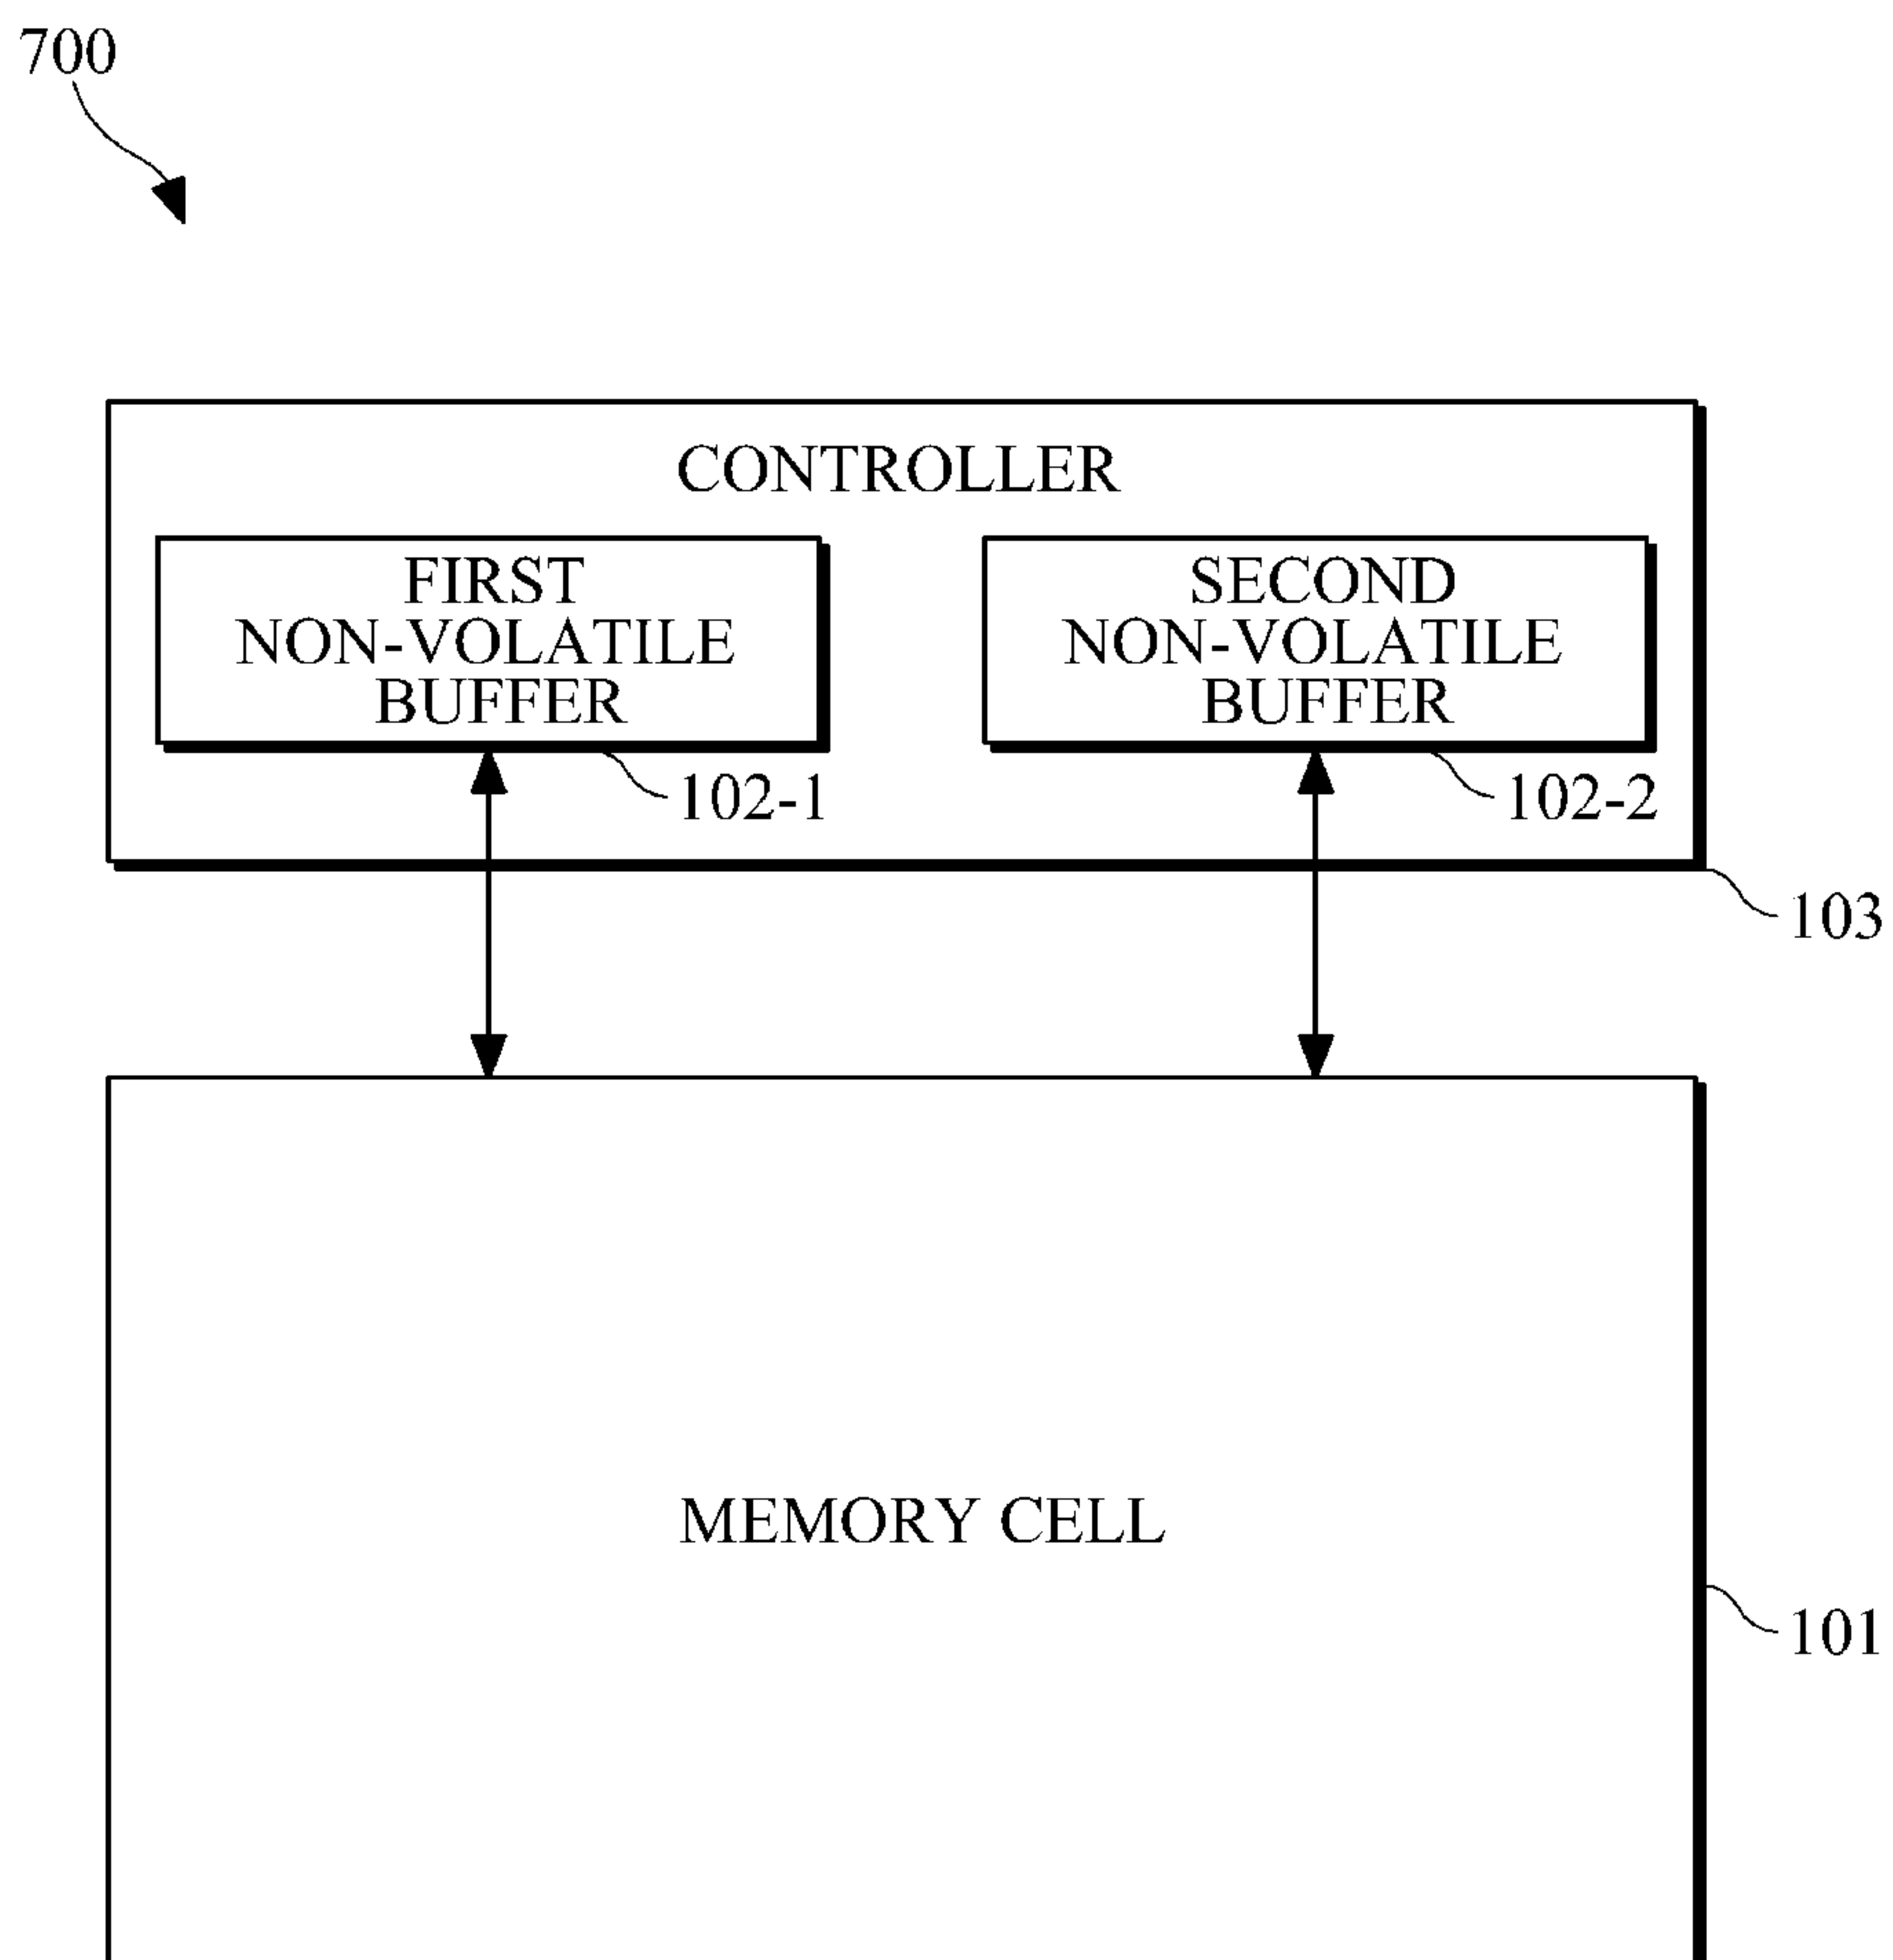 700
CONTROLLER
FIRST
NON-VOLATILE
BUFFER
SECOND
NON-VOLATILE
BUFFER
102-1
102-2
103
MEMORY CELL
101